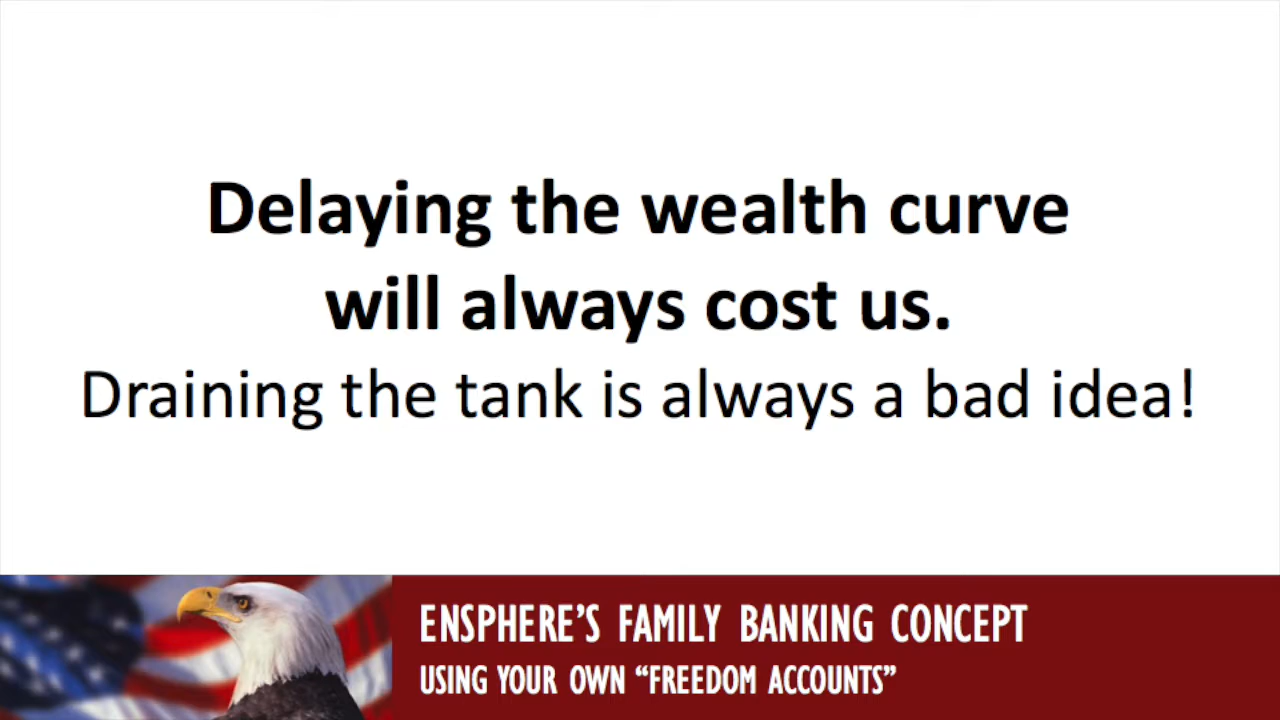 Delaying the wealth curve
will always cost us.
Draining the tank is always a bad idea!
ENSPHERE’S FAMILY BANKING CONCEPT
USING YOUR OWN “FREEDOM ACCOUNTS”